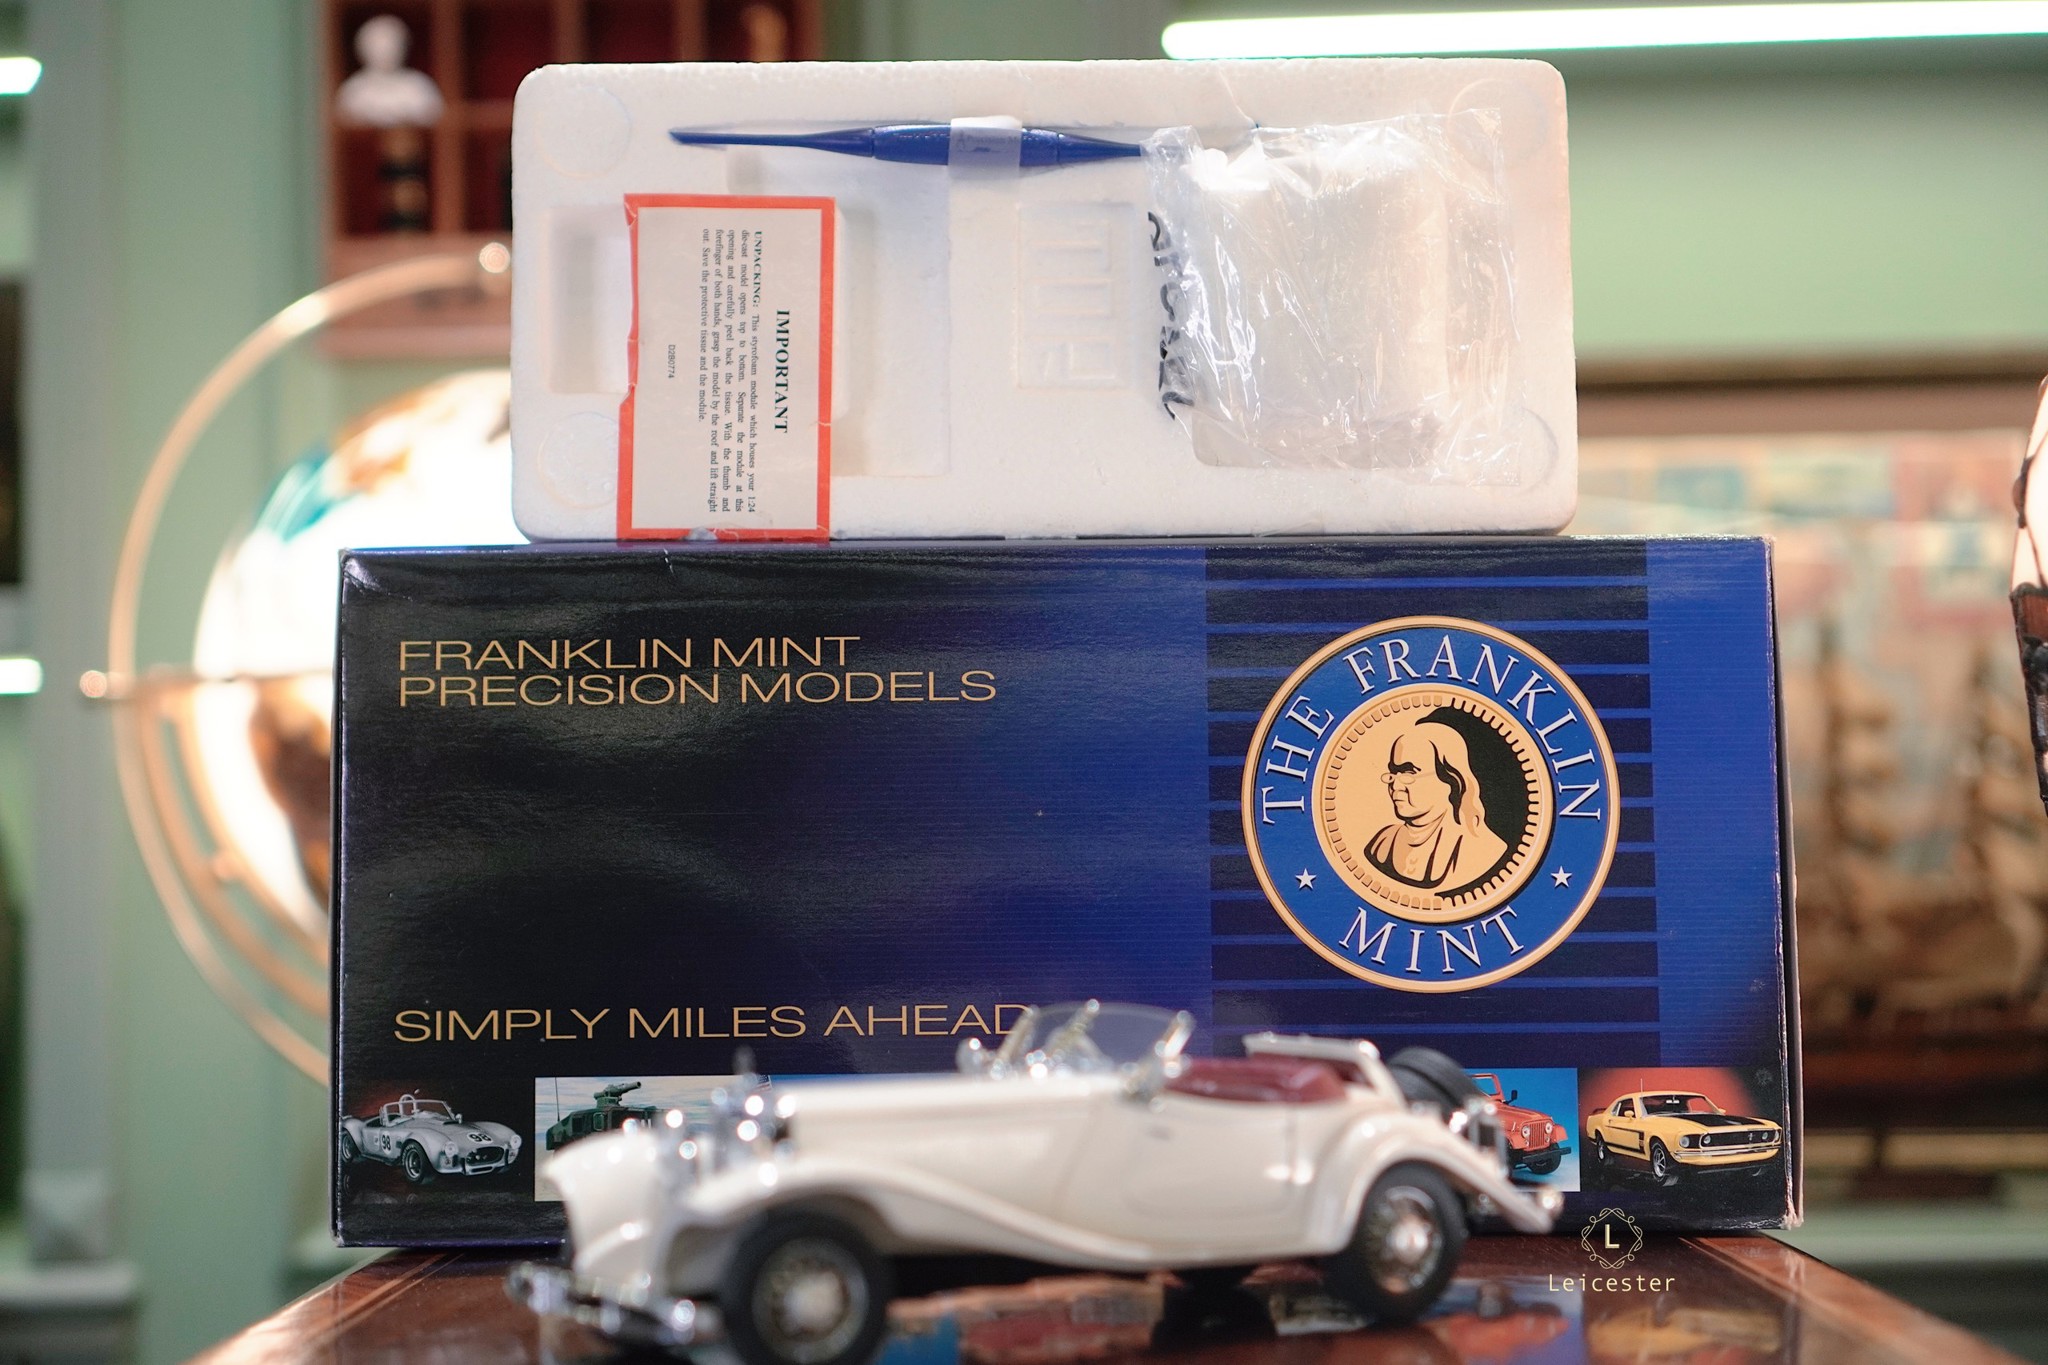 IMPORTANT
UNPACKING: This styrofoam module which houses your 1:24
die-cast model opens top to bottom. Separate the module at this
opening and carefully peel back the tissue. With the thumb and
forefinger of both hands, grasp the model by the roof and lift straight
out. Save the protective tissue and the module.
D2B0774
FRANKLIN MINT
PRECISION MODELS
THE FRANKLIN
MINT
SIMPLY MILES AHEAD
98
98
L
Leicester